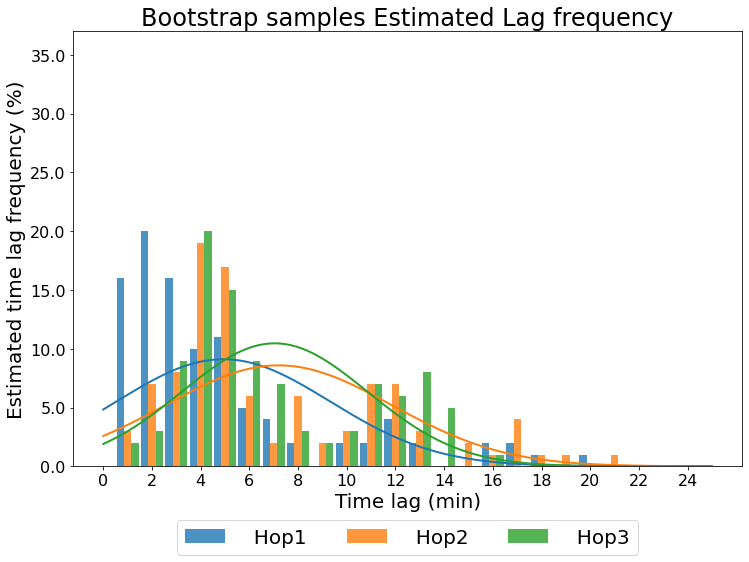 Bootstrap samples Estimated Lag frequency
Estimated time lag frequency (%)
35.0
30.0
25.0
20.0
15.0
10.0
5.0
0.0
0 2 4 6 8 10 12 14 16 18 20 22 24
Time lag (min)
Hop1 Hop2 Hop3